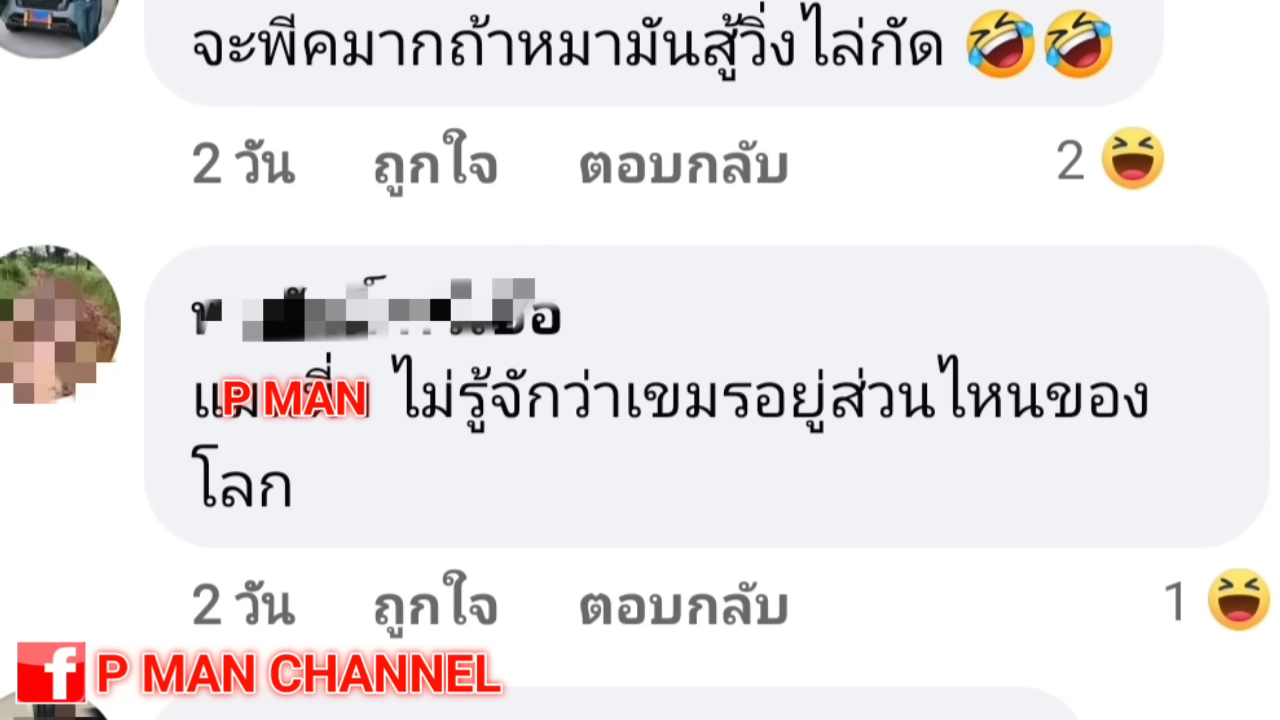 จะพีคมากถ้าหมามันสู้วิ่งไล่กัด 🤣🤣
2 วัน ถูกใจ ตอบกลับ 2
P MAN ไม่รู้จักว่าเขมรอยู่ส่วนไหนของ
โลก
2 วัน ถูกใจ ตอบกลับ 1
f P MAN CHANNEL